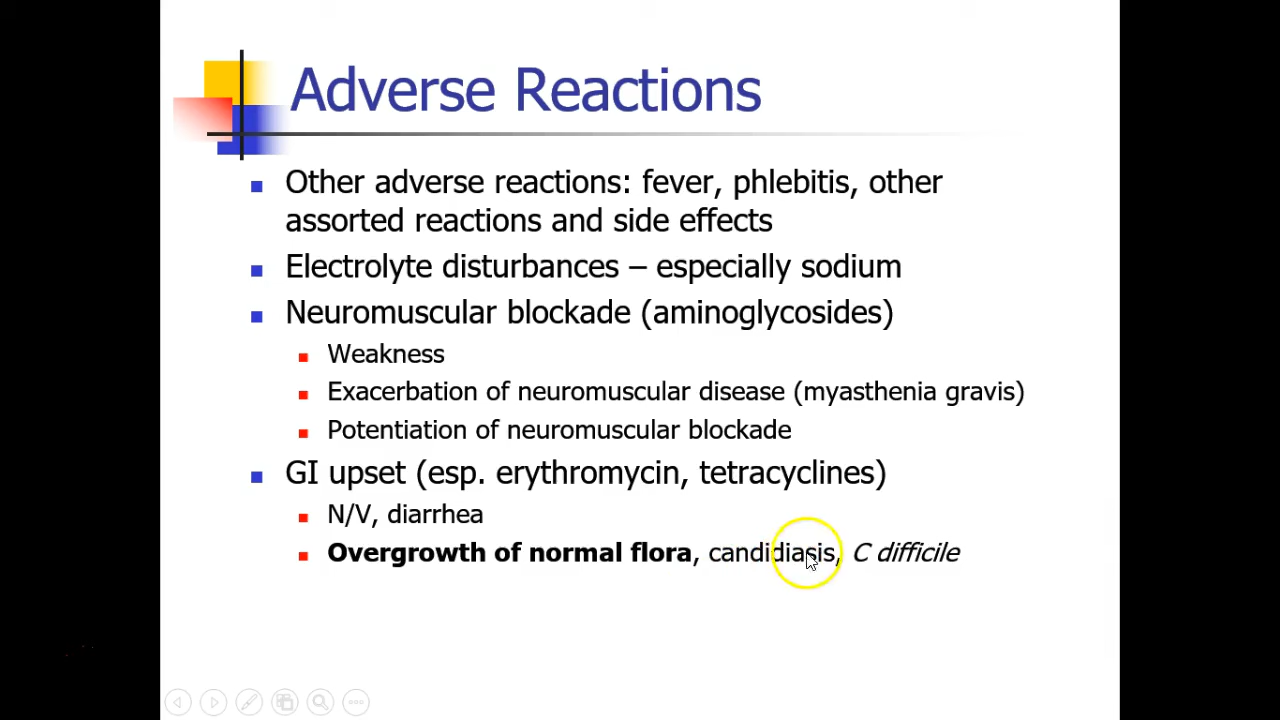 Adverse Reactions
Other adverse reactions: fever, phlebitis, other
assorted reactions and side effects
Electrolyte disturbances – especially sodium
Neuromuscular blockade (aminoglycosides)
Weakness
Exacerbation of neuromuscular disease (myasthenia gravis)
Potentiation of neuromuscular blockade
GI upset (esp. erythromycin, tetracyclines)
N/V, diarrhea
Overgrowth of normal flora, candidiasis, C difficile